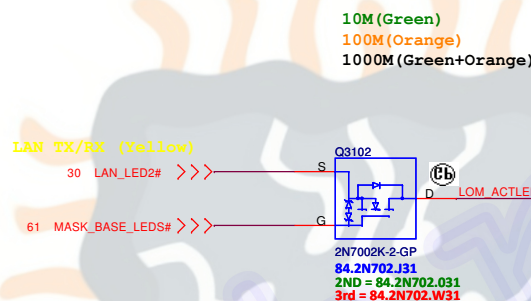 10M(Green)
100M(Orange)
1000M(Green+Orange)
LAN TX/RX (Yellow)
Q3102
30 LAN_LED2#
S
D
LOM_ACTLED
61 MASK_BASE_LEDS#
G
2N7002K-2-GP
84.2N702.J31
2ND = 84.2N702.031
3rd = 84.2N702.W31